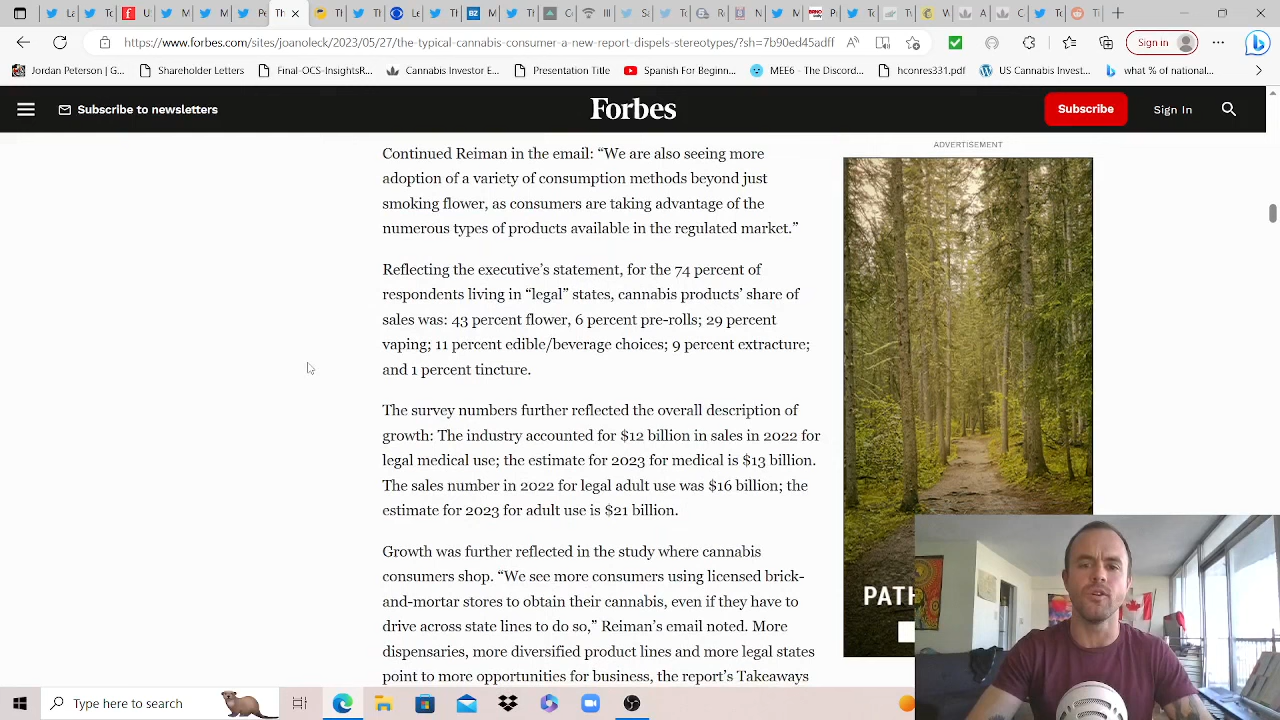 Th
https://www.forbes.com/sites/joanoleck/2023/05/27/the-typical-cannabis-consumer-a-new-report-dispels-stereotypes/?sh=7b90ed45adff
Sign in
Jordan Peterson | G...
Shareholder Letters
Final-OCS-InsightsR...
Cannabis Investor E...
Presentation Title
Spanish For Beginn...
MEE6 - The Discord...
hconres331.pdf
US Cannabis Invest...
what % of marginal...
Subscribe to newsletters
Forbes
Subscribe
Sign In
Continued Reiman in the email: “We are also seeing more
adoption of a variety of consumption methods beyond just
smoking flower, as consumers are taking advantage of the
numerous types of products available in the regulated market.”
Reflecting the executive’s statement, for the 74 percent of
respondents living in “legal” states, cannabis products’ share of
sales was: 43 percent flower, 6 percent pre-rolls; 29 percent
vaping; 11 percent edible/beverage choices; 9 percent extracture;
and 1 percent tincture.
The survey numbers further reflected the overall description of
growth: The industry accounted for $12 billion in sales in 2022 for
legal medical use; the estimate for 2023 for medical is $13 billion.
The sales number in 2022 for legal adult use was $16 billion; the
estimate for 2023 for adult use is $21 billion.
Growth was further reflected in the study where cannabis
consumers shop. “We see more consumers using licensed brick-
and-mortar stores to obtain their cannabis, even if they have to
drive across state lines to do so,” Reiman’s email noted. More
dispensaries, more diversified product lines and more legal states
point to more opportunities for business, the report’s Takeaways
ADVERTISEMENT
PATH
Type here to search